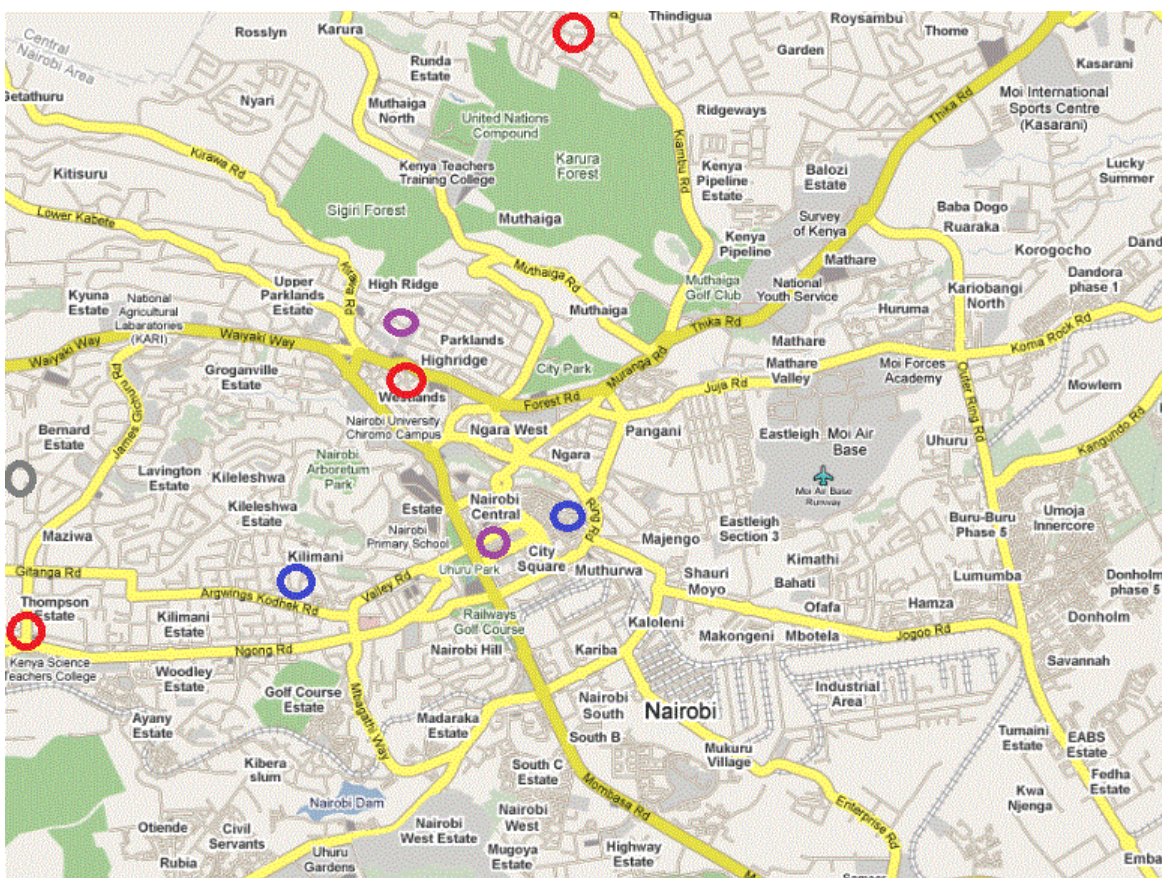 Thindigua
Roysambu
Rosslyn
Karura
Thome
Central
Nairobi Area
Garden
Runda
Estate
Kasarani
Getathuru
Nyari
Muthaiga
North
United Nations
Compound
Ridgeways
Thika Rd
Moi International
Sports Centre
(Kasarani)
Kirawa Rd
Kenya Teachers
Training College
Karura
Forest
Kiambu Rd
Kenya
Pipeline
Estate
Balozi
Estate
Lucky
Summer
Kitisuru
Sigiri Forest
Muthaiga
Lower Kabete
Survey
of Kenya
Baba Dogo
Ruaraka
Kenya
Pipeline
Mathare
Korogocho
Dand
Kirawa Rd
High Ridge
Muthaiga Rd
Muthaiga
Golf Club
National
Youth Service
Dandora
phase 1
Upper
Parklands
Estate
Kyuna
Estate
National
Agricultural
Labaratories
(KARI)
Kariobangi
North
Muthaiga
Huruma
Thika Rd
Waiyaki Way
Waiyaki Way
Parklands
Highridge
Mathare
Koma Rock Rd
Groganville
Estate
City Park
Muranga Rd
Mathare
Valley
Moi Forces
Academy
James Gichuru Rd
Westlands
Forest Rd
Juja Rd
Outer Ring Rd
Mowlem
Nairobi University
Chiromo Campus
Bernard
Estate
Ngara West
Pangani
Eastleigh
Moi Air
Base
Uhuru
Kangundo Rd
Lavington
Estate
Kileleshwa
Nairobi
Arboretum
Park
Ngara
Moi Air Base
Runway
Kileleshwa
Estate
Estate
Nairobi
Central
Ring Rd
Eastleigh
Section 3
Buru-Buru
Phase 5
Umoja
Innercore
Maziwa
Nairobi
Primary School
Majengo
Kilimani
City
Square
Kimathi
Gitanga Rd
Valley Rd
Uhuru Park
Muthurwa
Shauri
Moyo
Bahati
Lumumba
Donholm
phase 5
Argwings Kodhek Rd
Thompson
Estate
Kilimani
Estate
Railways
Golf Course
Kaloleni
Ofafa
Hamza
Donholm
Makongeni
Mbotela
Jogoo Rd
Ngong Rd
Nairobi Hill
Kariba
Kenya Science
Teachers College
Woodley
Estate
Savannah
Golf Course
Estate
Mbagathi Way
Nairobi
South
Nairobi
Industrial
Area
Ayany
Estate
Madaraka
Estate
South B
Tumaini
Estate
EABS
Estate
Kibera
slum
South C
Estate
Mukuru
Village
Fedha
Estate
Nairobi Dam
Mombasa Rd
Kwa
Njenga
Enterprise Rd
Otiende
Civil
Servants
Nairobi
West Estate
Nairobi
West
Rubia
Uhuru
Gardens
Mugoya
Estate
Highway
Estate
Emba